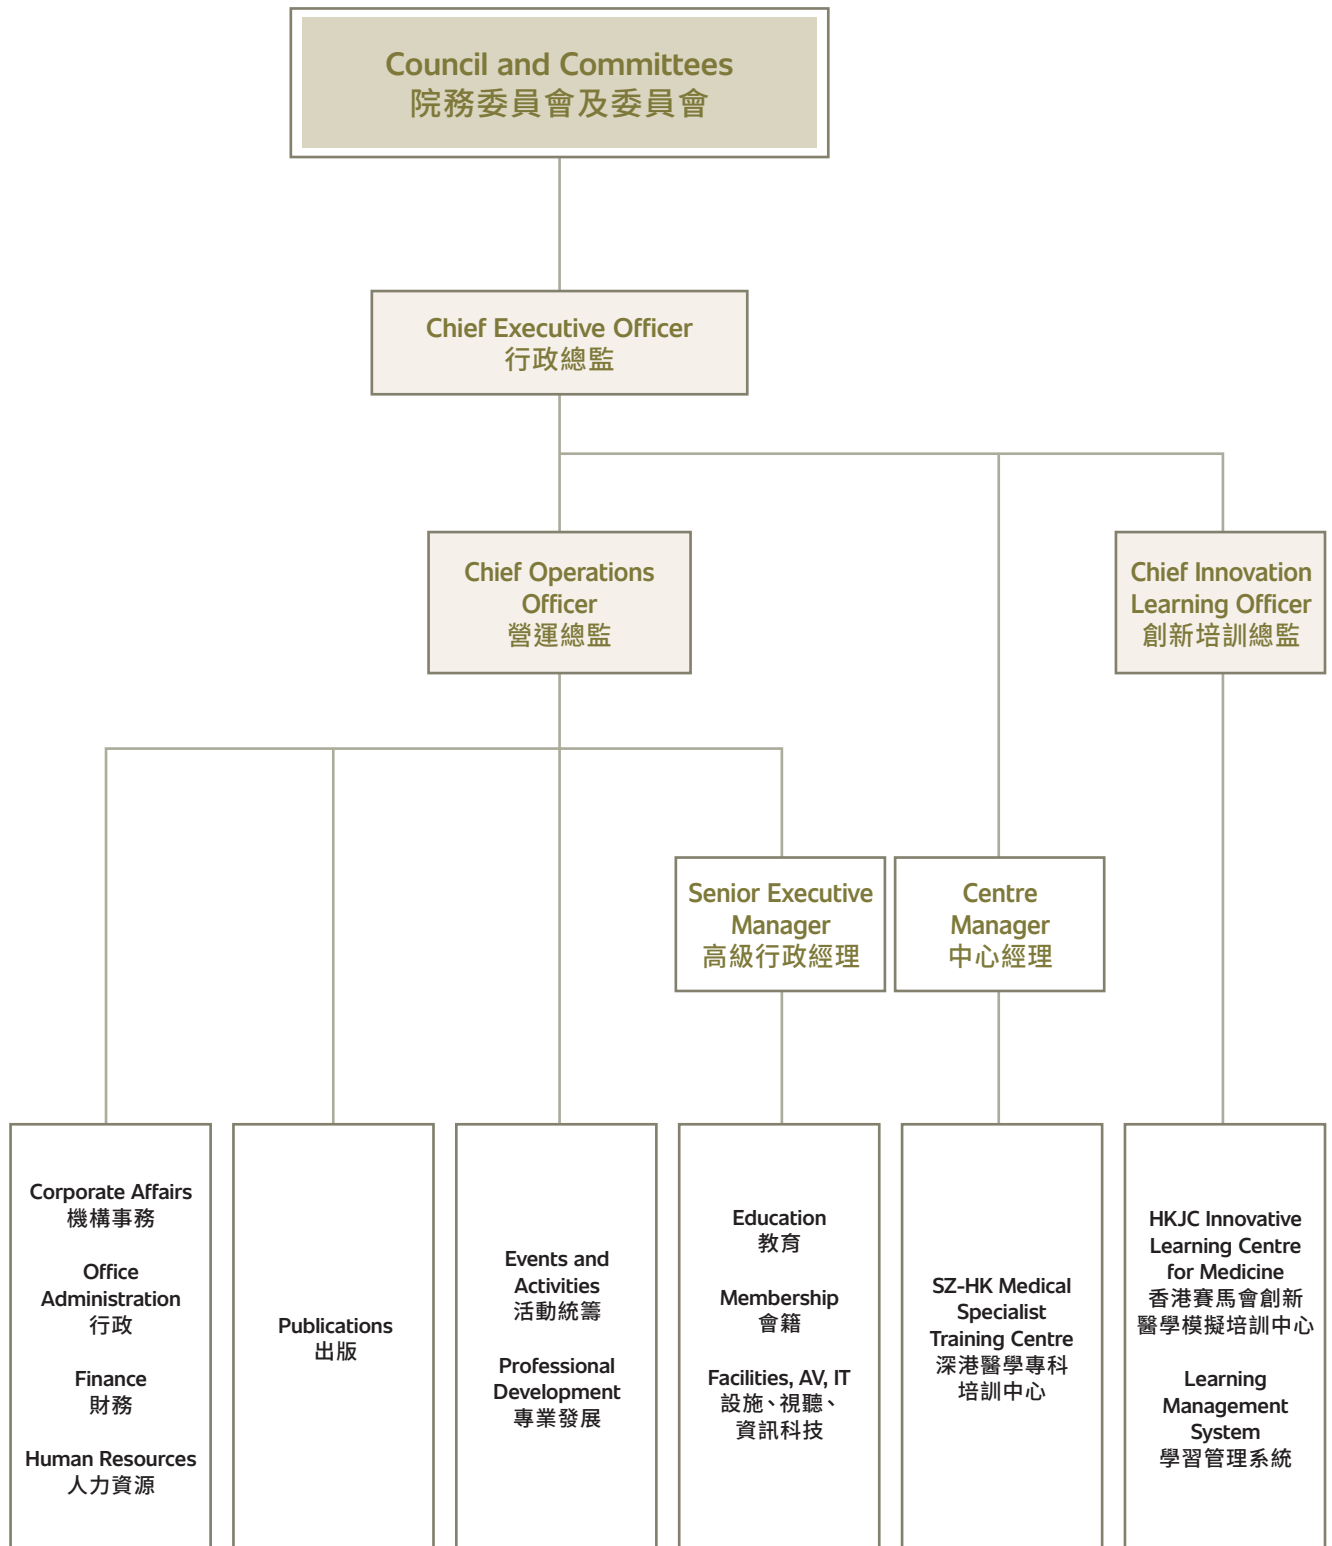 Council and Committees
院務委員會及委員會
Chief Executive Officer
行政總監
Chief Operations
Officer
營運總監
Chief Innovation
Learning Officer
創新培訓總監
Senior Executive
Manager
高級行政經理
Centre
Manager
中心經理
Corporate Affairs
機構事務
Office
Administration
行政
Finance
財務
Human Resources
人力資源
Publications
出版
Events and
Activities
活動統籌
Professional
Development
專業發展
Education
教育
Membership
會籍
Facilities, AV, IT
設施、視聽、
資訊科技
SZ-HK Medical
Specialist
Training Centre
深港醫學專科
培訓中心
HKJC Innovative
Learning Centre
for Medicine
香港賽馬會創新
醫學模擬培訓中心
Learning
Management
System
學習管理系統